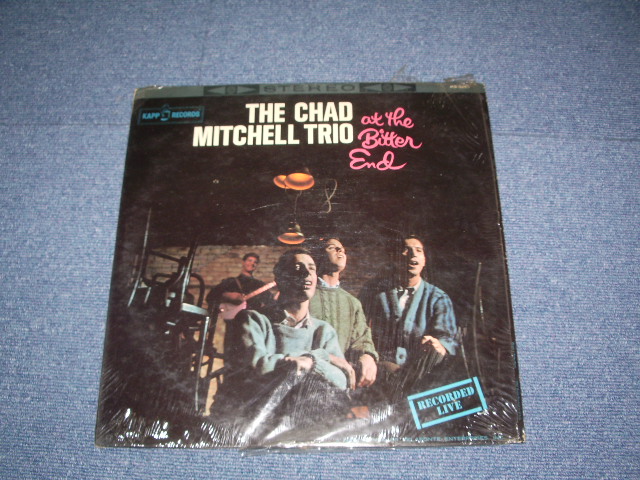 STEREO
KAPP RECORDS
THE CHAD
MITCHELL TRIO
at the
Bitter
End
RECORDED
LIVE